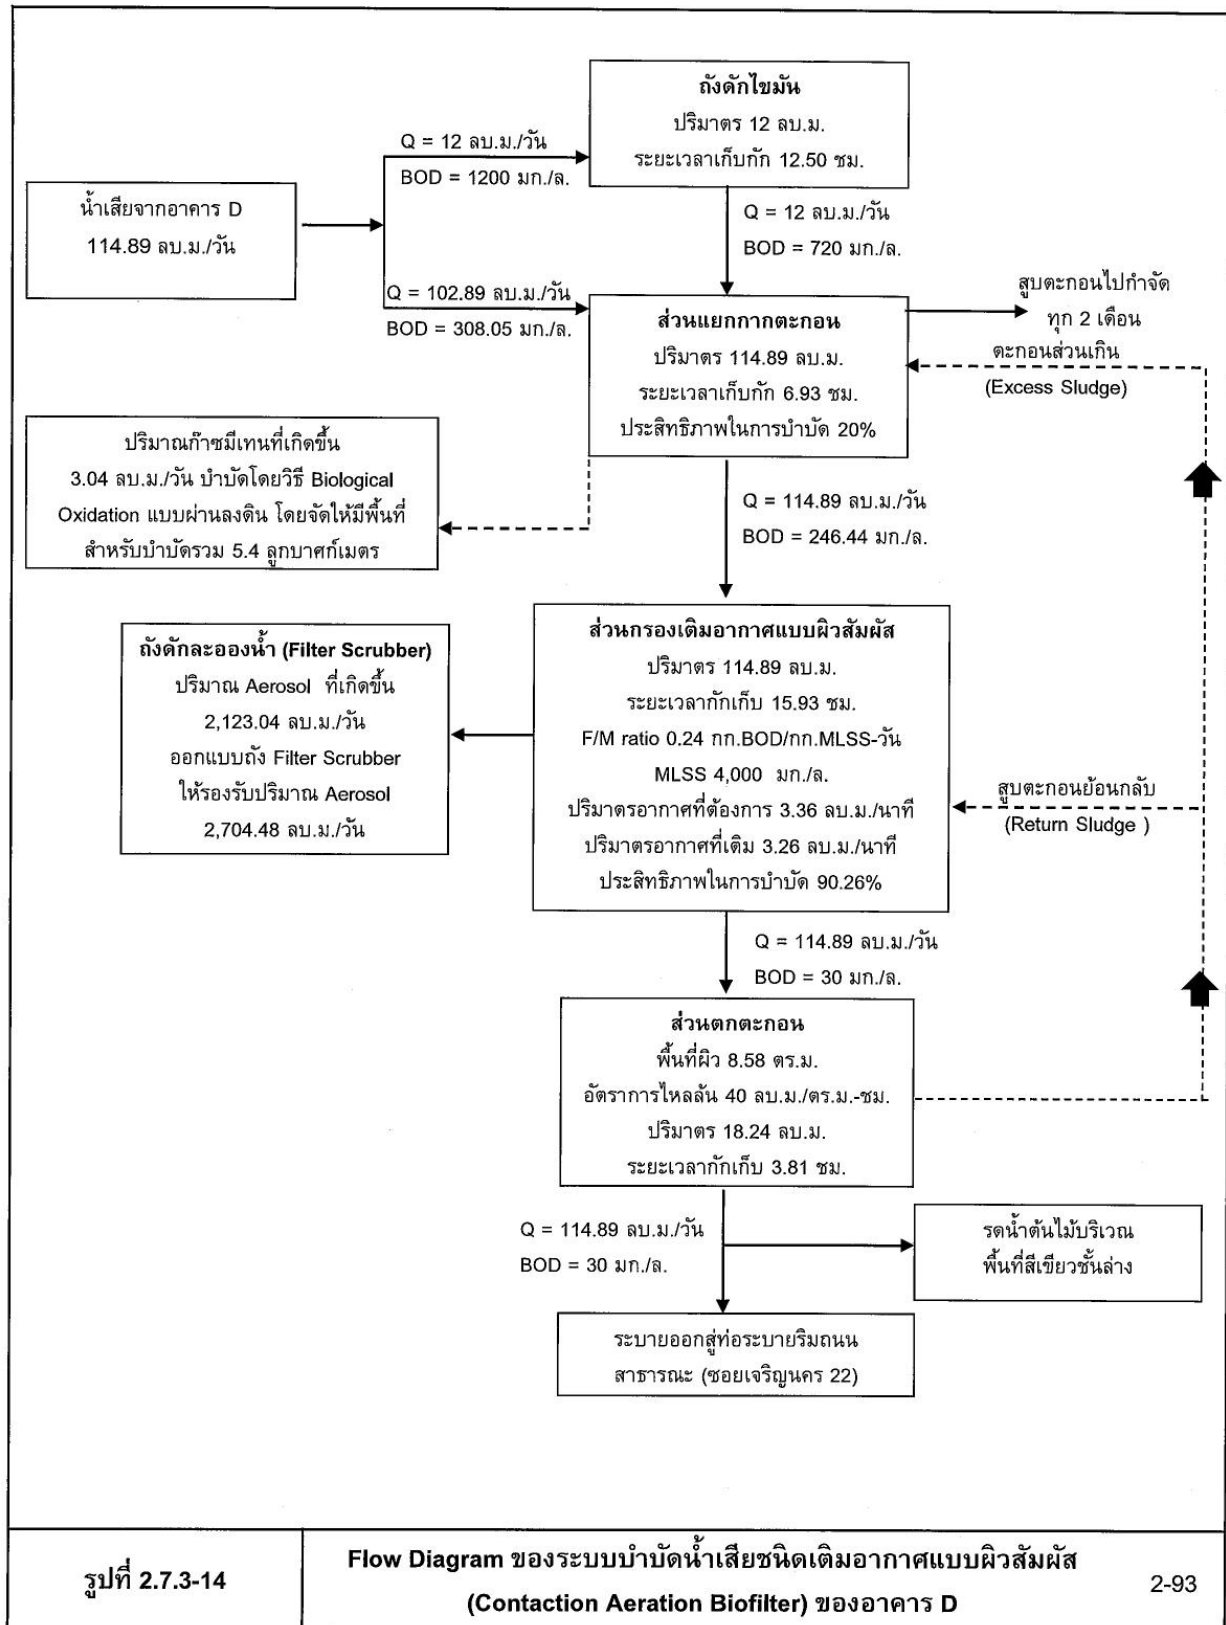 ถังดักไขมัน
ปริมาตร 12 ลบ.ม.
ระยะเวลาเก็บกัก 12.50 ชม.
Q = 12 ลบ.ม./วัน
BOD = 1200 มก./ล.
น้ำเสียจากอาคาร D
114.89 ลบ.ม./วัน
Q = 12 ลบ.ม./วัน
BOD = 720 มก./ล.
Q = 102.89 ลบ.ม./วัน
BOD = 308.05 มก./ล.
ส่วนแยกกากตะกอน
ปริมาตร 114.89 ลบ.ม.
ระยะเวลาเก็บกัก 6.93 ชม.
ประสิทธิภาพในการบำบัด 20%
สูบตะกอนไปกำจัด
ทุก 2 เดือน
ตะกอนส่วนเกิน
(Excess Sludge)
ปริมาณก๊าซมีเทนที่เกิดขึ้น
3.04 ลบ.ม./วัน บำบัดโดยวิธี Biological
Oxidation แบบผ่านลงดิน โดยจัดให้มีพื้นที่
สำหรับบำบัดรวม 5.4 ลูกบาศก์เมตร
Q = 114.89 ลบ.ม./วัน
BOD = 246.44 มก./ล.
ส่วนกรองเติมอากาศแบบผิวสัมผัส
ปริมาตร 114.89 ลบ.ม.
ระยะเวลากักเก็บ 15.93 ชม.
F/M ratio 0.24 กก.BOD/กก.MLSS-วัน
MLSS 4,000 มก./ล.
ปริมาตรอากาศที่ต้องการ 3.36 ลบ.ม./นาที
ปริมาตรอากาศที่เติม 3.26 ลบ.ม./นาที
ประสิทธิภาพในการบำบัด 90.26%
ถังดักละอองน้ำ (Filter Scrubber)
ปริมาณ Aerosol ที่เกิดขึ้น
2,123.04 ลบ.ม./วัน
ออกแบบถัง Filter Scrubber
ให้รองรับปริมาณ Aerosol
2,704.48 ลบ.ม./วัน
สูบตะกอนย้อนกลับ
(Return Sludge )
Q = 114.89 ลบ.ม./วัน
BOD = 30 มก./ล.
ส่วนตกตะกอน
พื้นที่ผิว 8.58 ตร.ม.
อัตราการไหลล้น 40 ลบ.ม./ตร.ม.-ชม.
ปริมาตร 18.24 ลบ.ม.
ระยะเวลากักเก็บ 3.81 ชม.
Q = 114.89 ลบ.ม./วัน
BOD = 30 มก./ล.
รดน้ำต้นไม้บริเวณ
พื้นที่สีเขียวชั้นล่าง
ระบายออกสู่ท่อระบายริมถนน
สาธารณะ (ซอยเจริญนคร 22)
รูปที่ 2.7.3-14
Flow Diagram ของระบบบำบัดน้ำเสียชนิดเติมอากาศแบบผิวสัมผัส
(Contaction Aeration Biofilter) ของอาคาร D
2-93